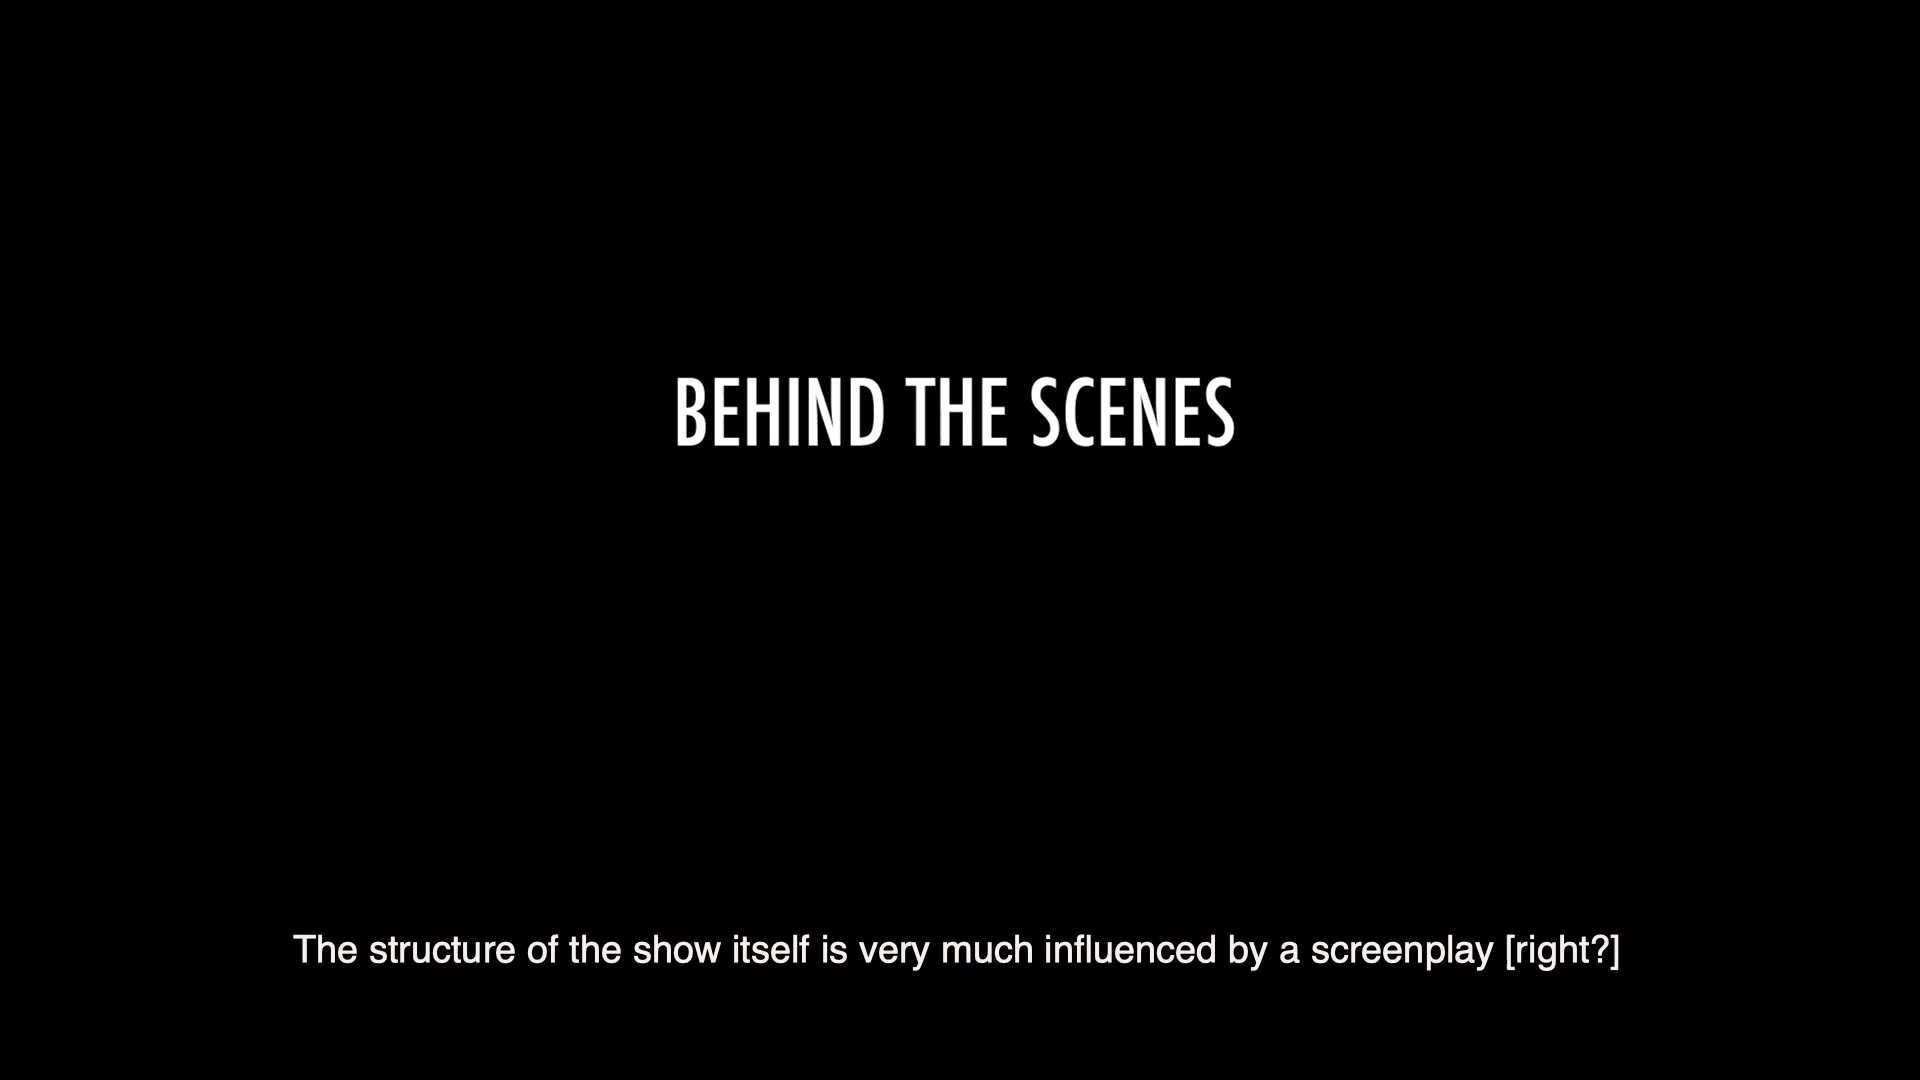 BEHIND THE SCENES
The structure of the show itself is very much influenced by a screenplay [right?]